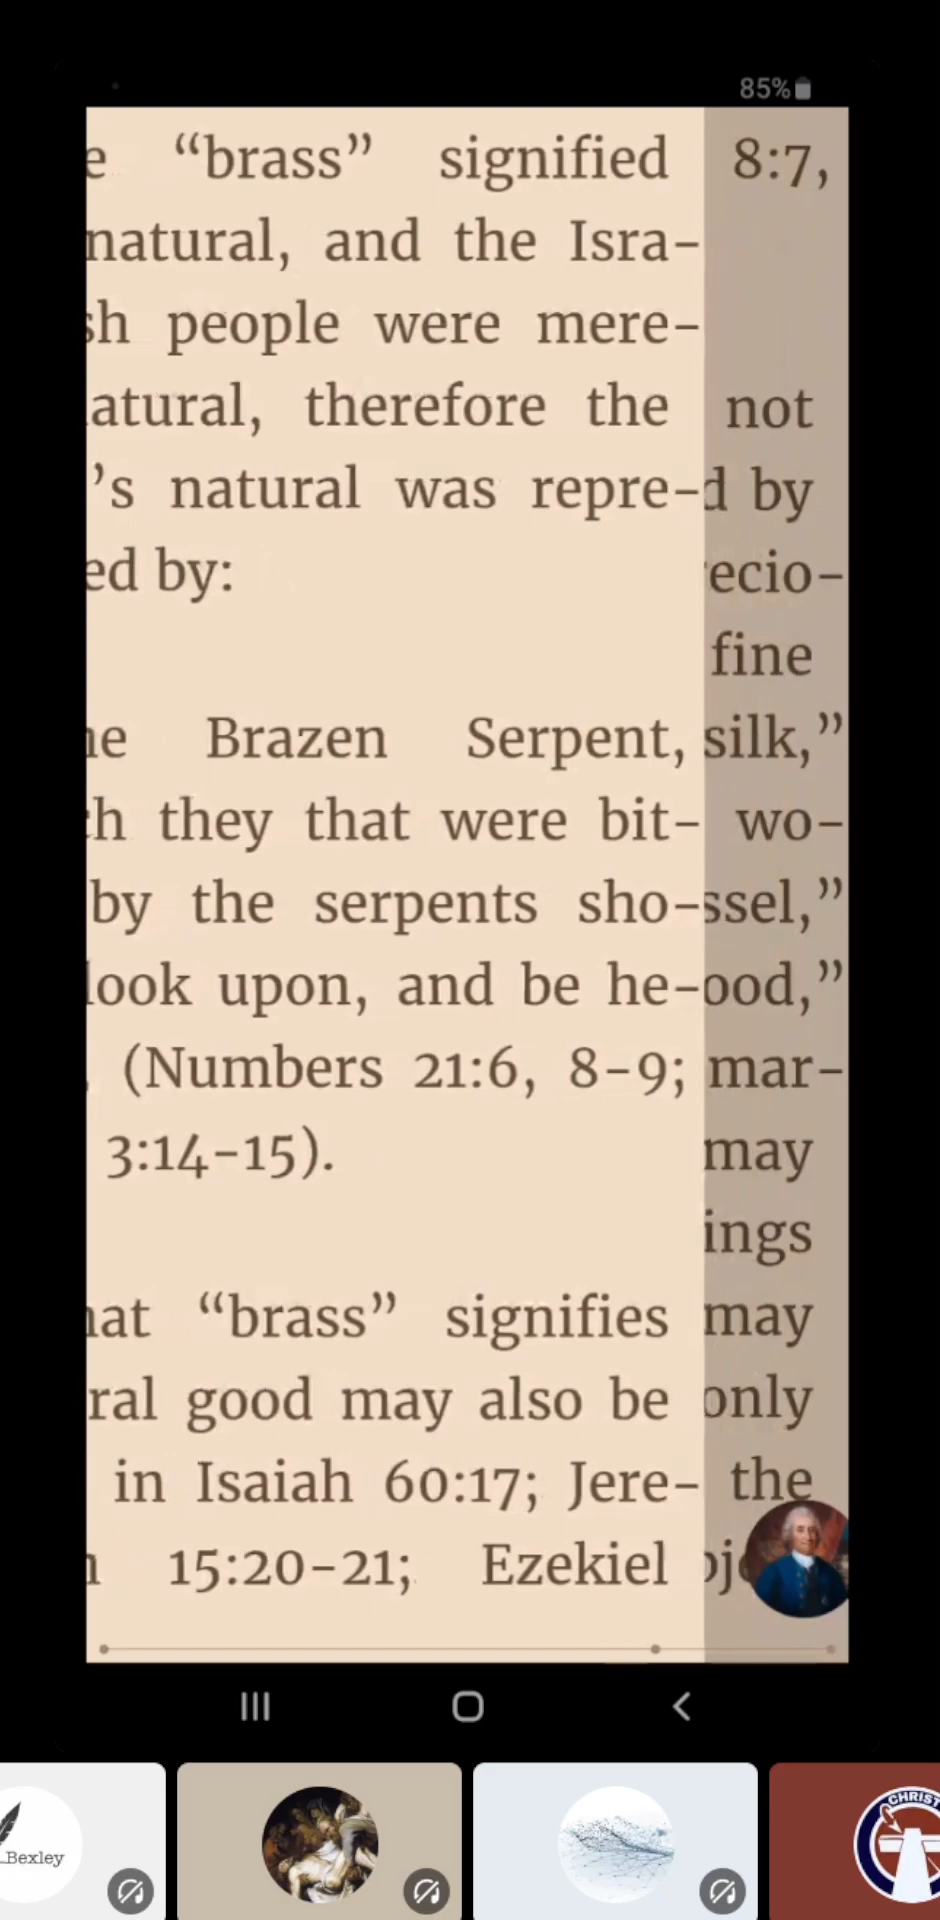 85%
e “brass” signified
natural, and the Isra-
sh people were mere-
atural, therefore the
’s natural was repre-
ed by:
Brazen Serpent,
they that were bit-
by the serpents sho-
look upon, and be he-
(Numbers 21:6, 8-9;
3:14-15).
“brass” signifies
ral good may also be
in Isaiah 60:17; Jere-
15:20-21; Ezekiel
8:7,
not
d by
ecio-
fine
silk,”
wo-
ssel,”
ood,”
mar-
may
ings
may
only
the
Bexley
CHRIST